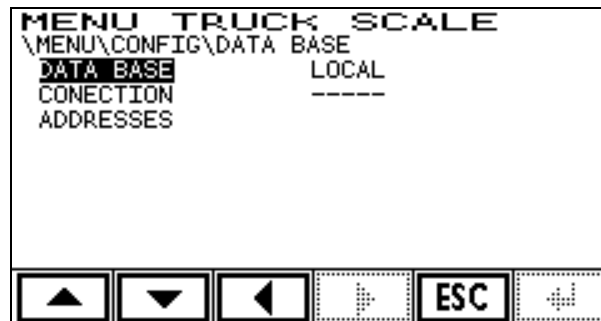 MENU TRUCK SCALE
\MENU\CONFIG\DATA BASE
DATA BASE LOCAL
CONECTION -----
ADDRESSES
ESC